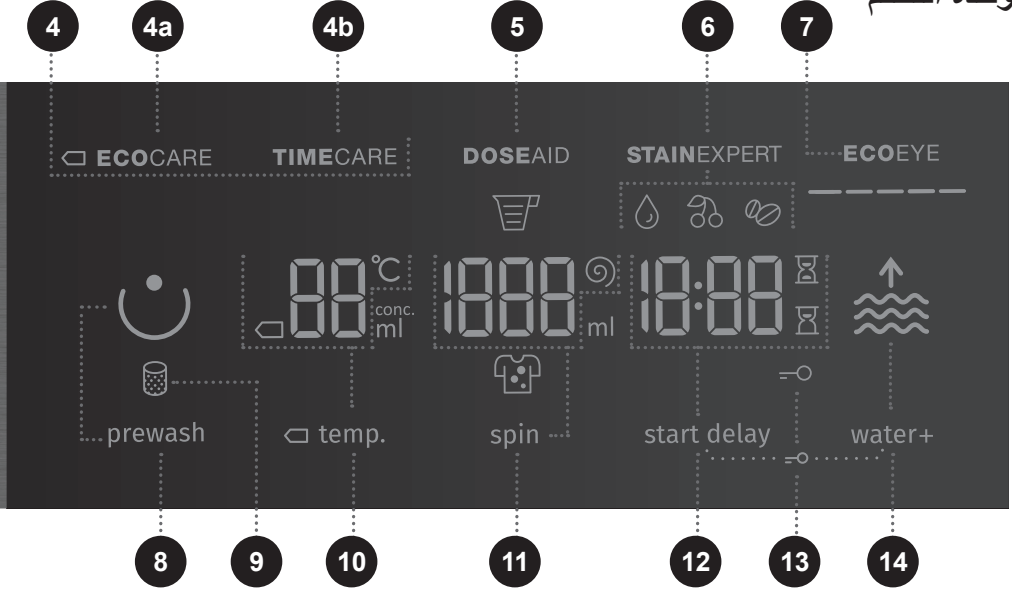 4 4a 4b 5 6 7
ECOCARE TIMECARE DOSEAID STAINEXPERT ECOEYE
88 °C 1888 18:88
conc.
ml ml
prewash temp. spin start delay water+
8 9 10 11 12 13 14